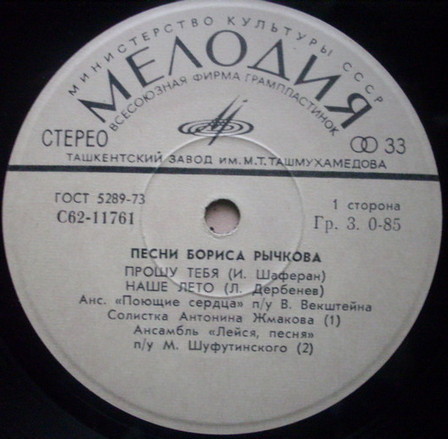 МИНИСТЕРСТВО КУЛЬТУРЫ СССР
МЕЛОДИЯ
ВСЕСОЮЗНАЯ ФИРМА ГРАМПЛАСТИНОК
СТЕРЕО
33
ТАШКЕНТСКИЙ ЗАВОД ИМ. М.Т. ТАШМУХАМЕДОВА
ГОСТ 5289-73
С62-11761
1 сторона
Гр. 3. 0-85
ПЕСНИ БОРИСА РЫЧКОВА
ПРОШУ ТЕБЯ (И. Шаферан)
НАШЕ ЛЕТО (Л. Дербенев)
Анс. «Поющие сердца» п/у В. Векштейна
Солистка Антонина Жмакова (1)
Ансамбль «Лейся, песня»
п/у М. Шуфутинского (2)